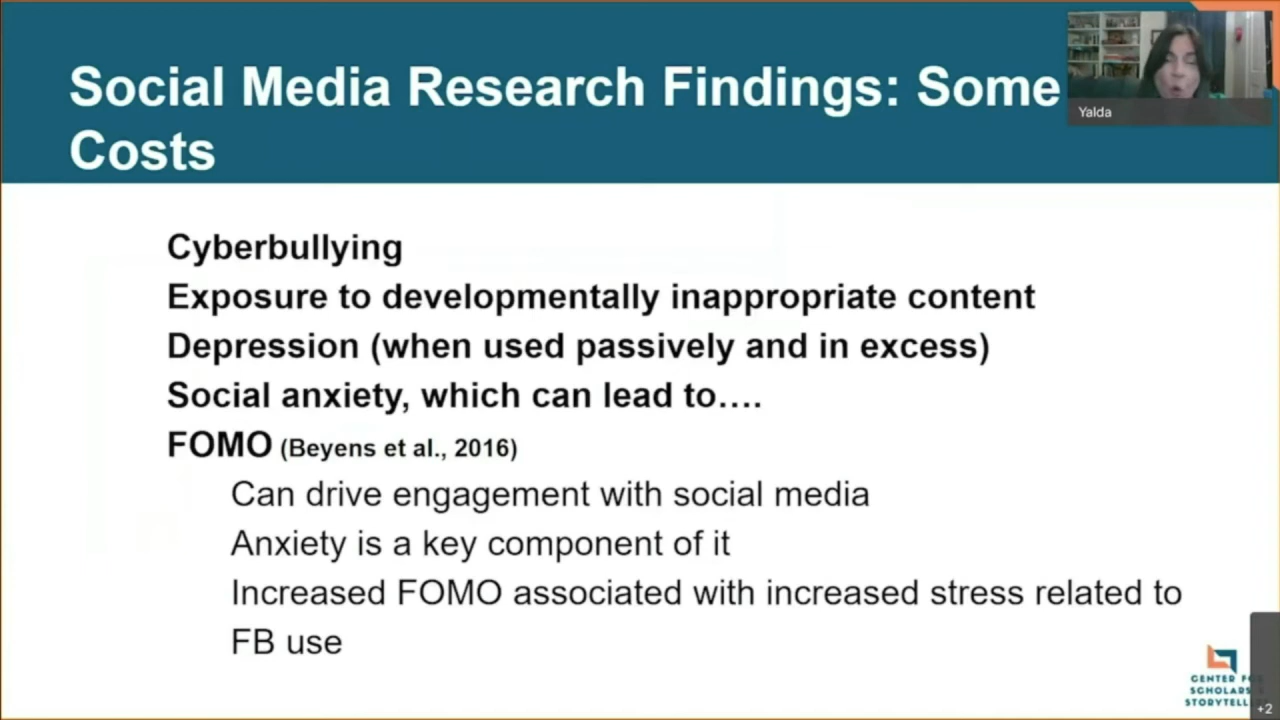 Social Media Research Findings: Some
Costs
Yalda
Cyberbullying
Exposure to developmentally inappropriate content
Depression (when used passively and in excess)
Social anxiety, which can lead to….
FOMO (Beyens et al., 2016)
Can drive engagement with social media
Anxiety is a key component of it
Increased FOMO associated with increased stress related to
FB use
CENTER
SCHOLARS
+2